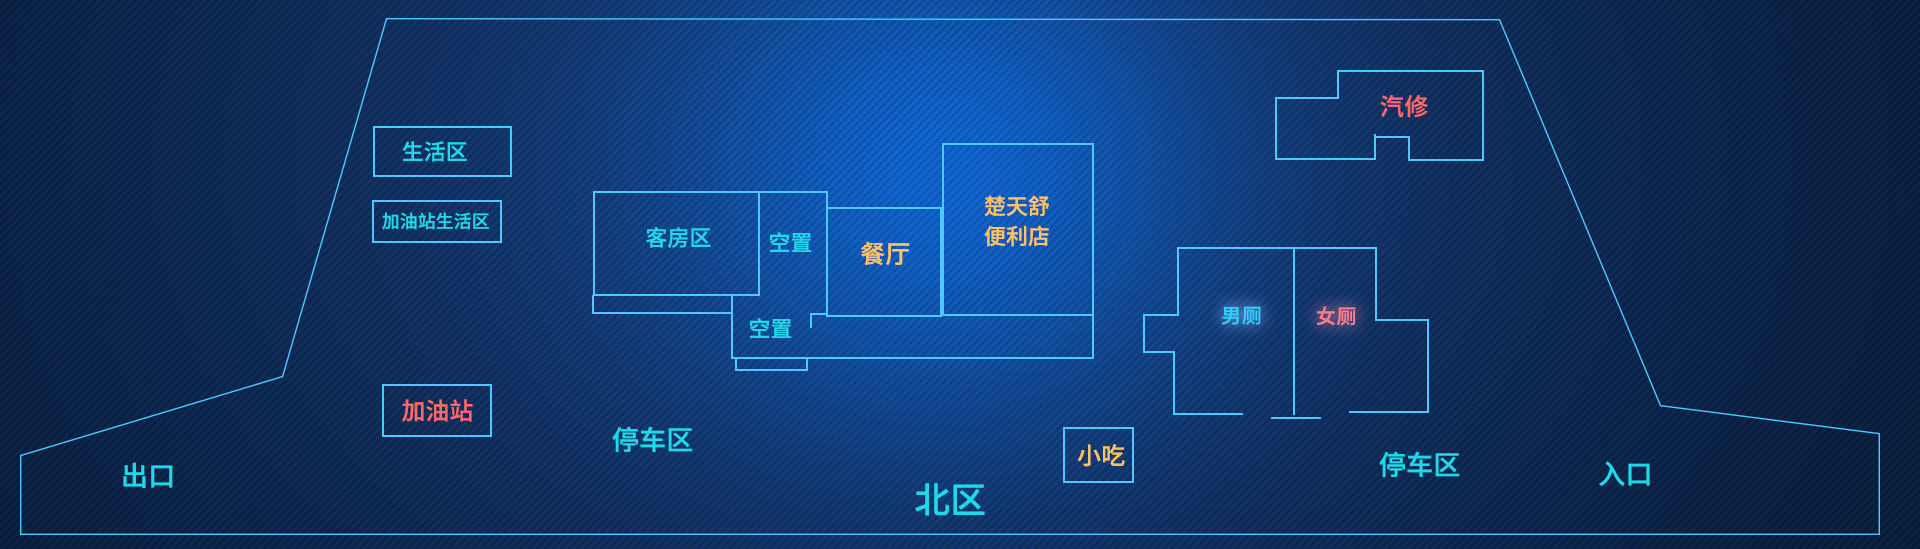 汽修
生活区
加油站生活区
客房区
空置
餐厅
楚天舒
便利店
空置
男厕
女厕
加油站
停车区
小吃
停车区
出口
入口
北区